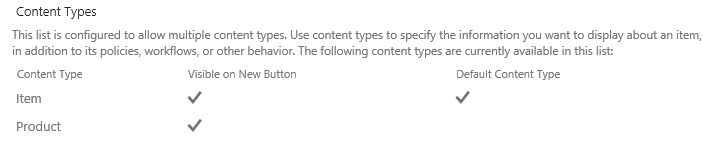 Content Types
This list is configured to allow multiple content types. Use content types to specify the information you want to display about an item,
in addition to its policies, workflows, or other behavior. The following content types are currently available in this list:
Content Type Visible on New Button Default Content Type
Item ✓ ✓
Product ✓